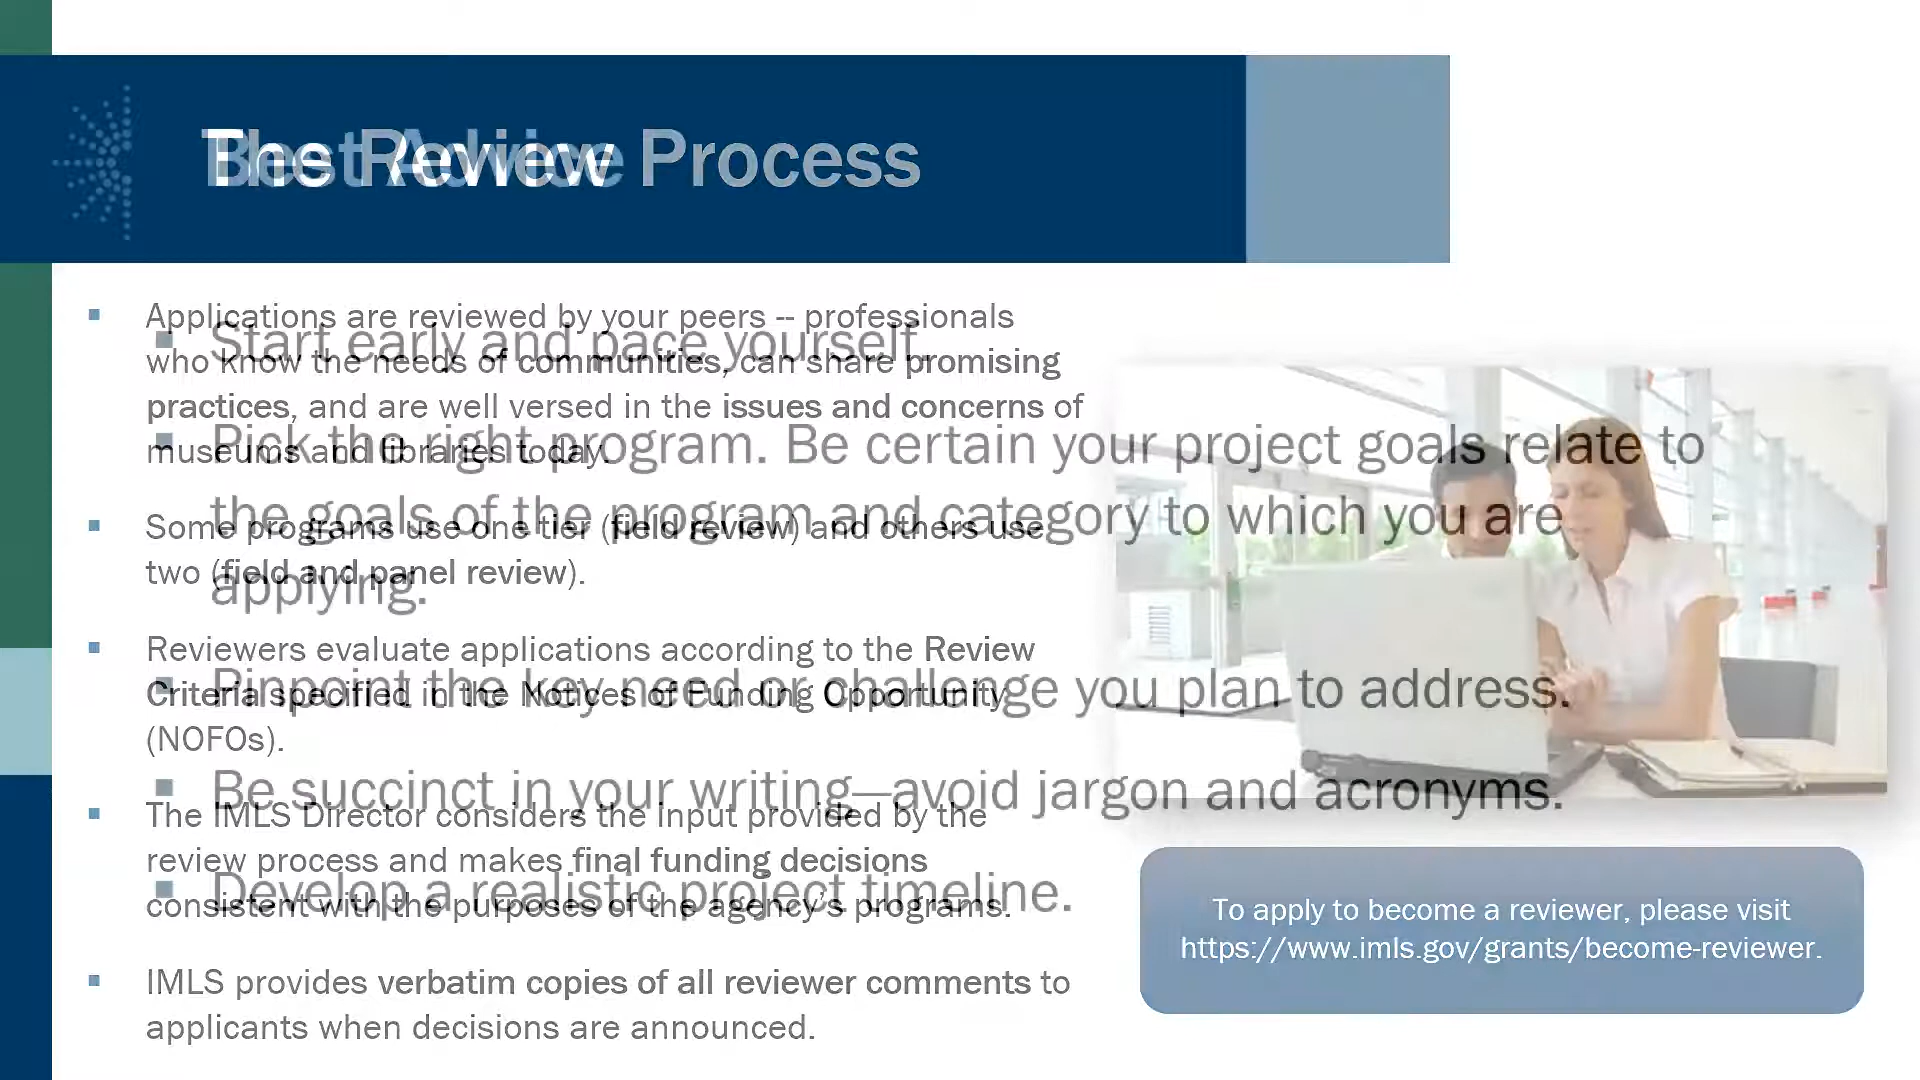 The Review Process
Applications are reviewed by your peers -- professionals
who know the needs of communities, can share promising
practices, and are well versed in the issues and concerns of
museums and libraries today.
Some programs use one tier (field review) and others use
two (field and panel review).
Reviewers evaluate applications according to the Review
Criteria specified in the Notices of Funding Opportunity
(NOFOs).
The IMLS Director considers the input provided by the
review process and makes final funding decisions
consistent with the purposes of the agency's programs.
IMLS provides verbatim copies of all reviewer comments to
applicants when decisions are announced.
To apply to become a reviewer, please visit
https://www.imls.gov/grants/become-reviewer.
Best Advice
Start early and pace yourself.
Pick the right program. Be certain your project goals relate to
the goals of the program and category to which you are
applying.
Pinpoint the key need or challenge you plan to address.
Be succinct in your writing—avoid jargon and acronyms.
Develop a realistic project timeline.